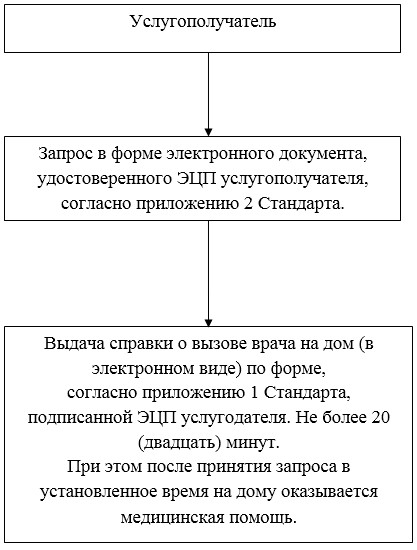 Услугополучатель
Запрос в форме электронного документа,
удостоверенного ЭЦП услугополучателя,
согласно приложению 2 Стандарта.
Выдача справки о вызове врача на дом (в
электронном виде) по форме,
согласно приложению 1 Стандарта,
подписанной ЭЦП услугодателя. Не более 20
(двадцать) минут.
При этом после принятия запроса в
установленное время на дому оказывается
медицинская помощь.